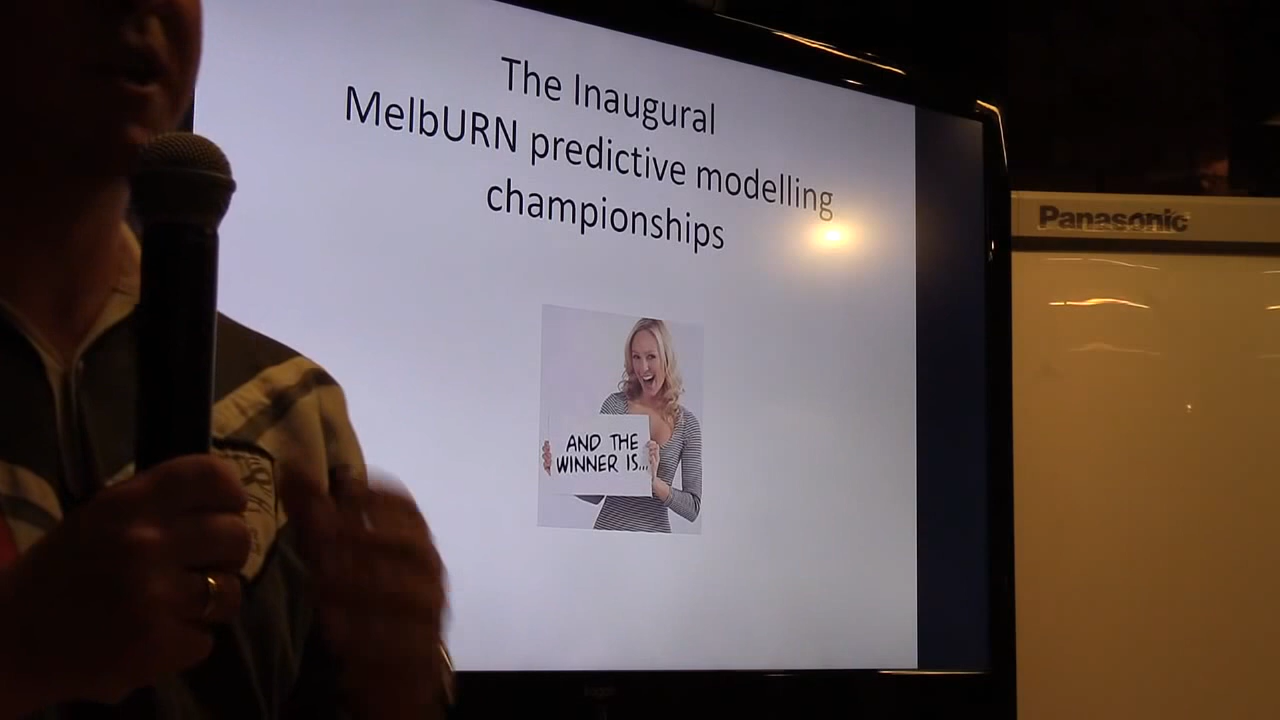 The Inaugural
MelbURN predictive modelling
championships
AND THE
WINNER IS...
Panasonic